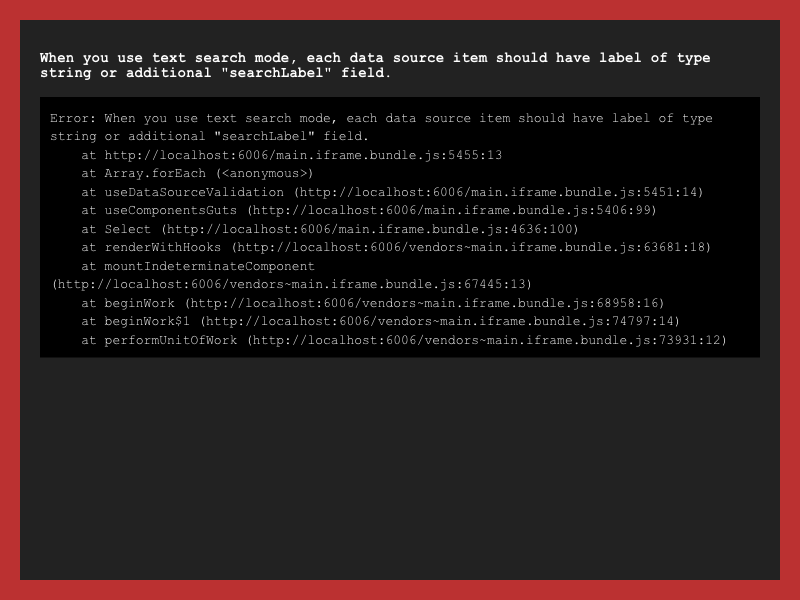 When you use text search mode, each data source item should have label of type
string or additional "searchLabel" field.
Error: When you use text search mode, each data source item should have label of type
string or additional "searchLabel" field.
    at http://localhost:6006/main.iframe.bundle.js:5455:13
    at Array.forEach (<anonymous>)
    at useDataSourceValidation (http://localhost:6006/main.iframe.bundle.js:5451:14)
    at useComponentsGuts (http://localhost:6006/main.iframe.bundle.js:5406:99)
    at Select (http://localhost:6006/main.iframe.bundle.js:4636:100)
    at renderWithHooks (http://localhost:6006/vendors~main.iframe.bundle.js:63681:18)
    at mountIndeterminateComponent
(http://localhost:6006/vendors~main.iframe.bundle.js:67445:13)
    at beginWork (http://localhost:6006/vendors~main.iframe.bundle.js:68958:16)
    at beginWork$1 (http://localhost:6006/vendors~main.iframe.bundle.js:74797:14)
    at performUnitOfWork (http://localhost:6006/vendors~main.iframe.bundle.js:73931:12)